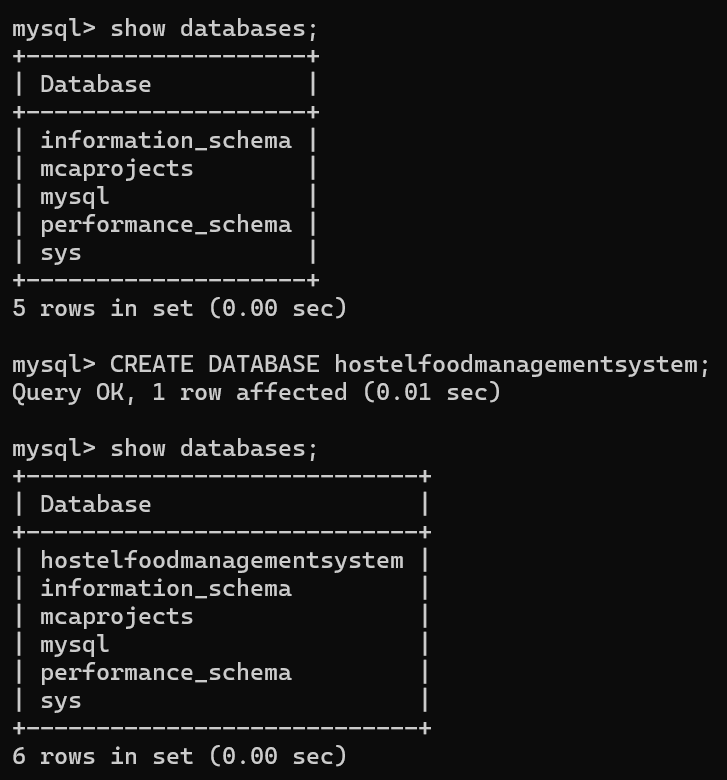 mysql> show databases;
+--------------------+
| Database           |
+--------------------+
| information_schema |
| mcaprojects        |
| mysql              |
| performance_schema |
| sys                |
+--------------------+
5 rows in set (0.00 sec)

mysql> CREATE DATABASE hostelfoodmanagementsystem;
Query OK, 1 row affected (0.01 sec)

mysql> show databases;
+----------------------------+
| Database                   |
+----------------------------+
| hostelfoodmanagementsystem |
| information_schema         |
| mcaprojects                |
| mysql                      |
| performance_schema         |
| sys                        |
+----------------------------+
6 rows in set (0.00 sec)